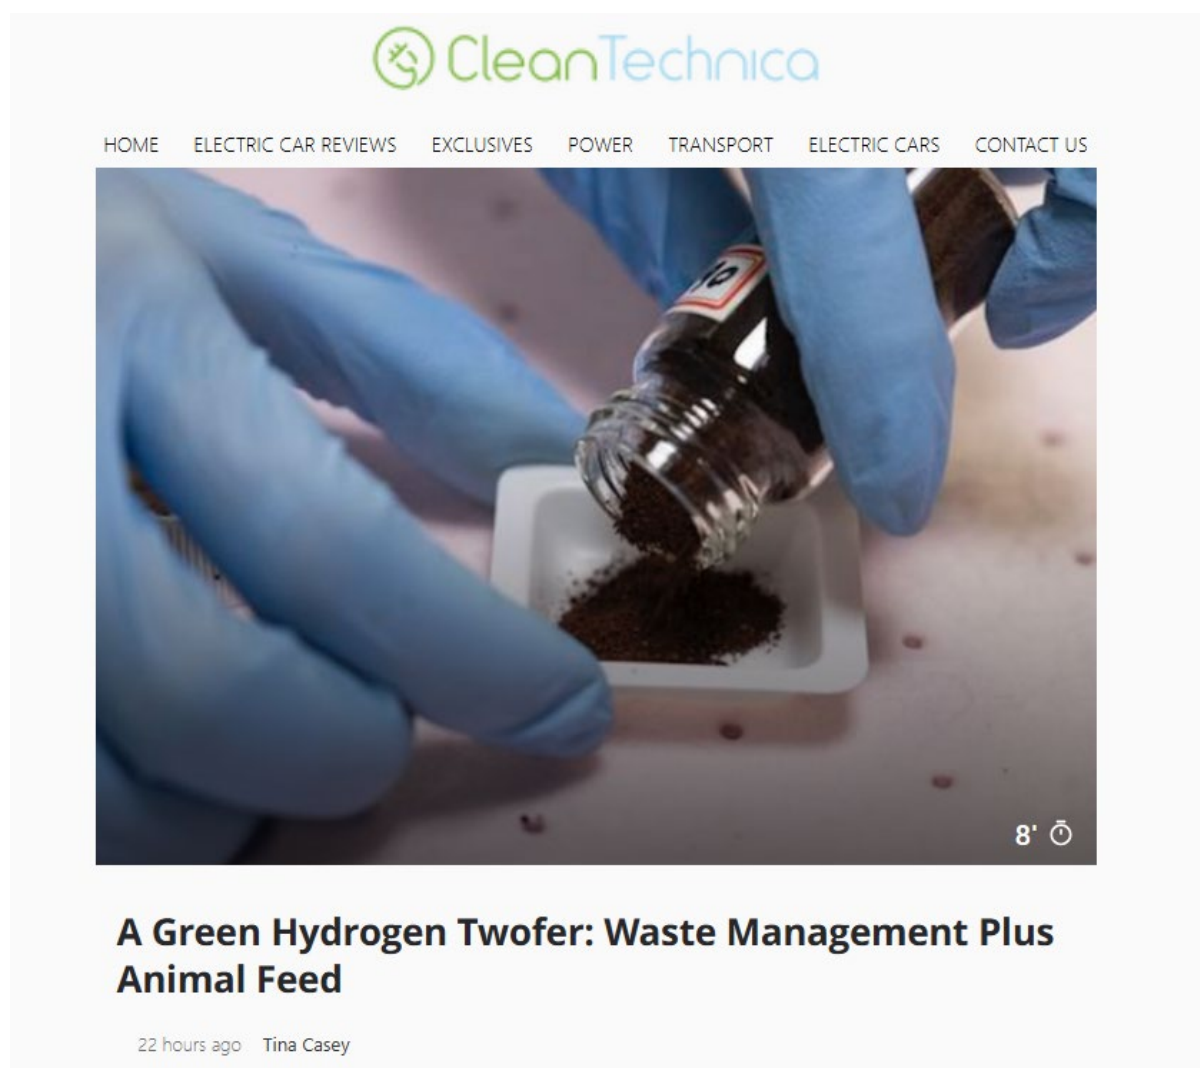 CleanTechnica
HOME ELECTRIC CAR REVIEWS EXCLUSIVES POWER TRANSPORT ELECTRIC CARS CONTACT US
8'
A Green Hydrogen Twofer: Waste Management Plus
Animal Feed
22 hours ago Tina Casey